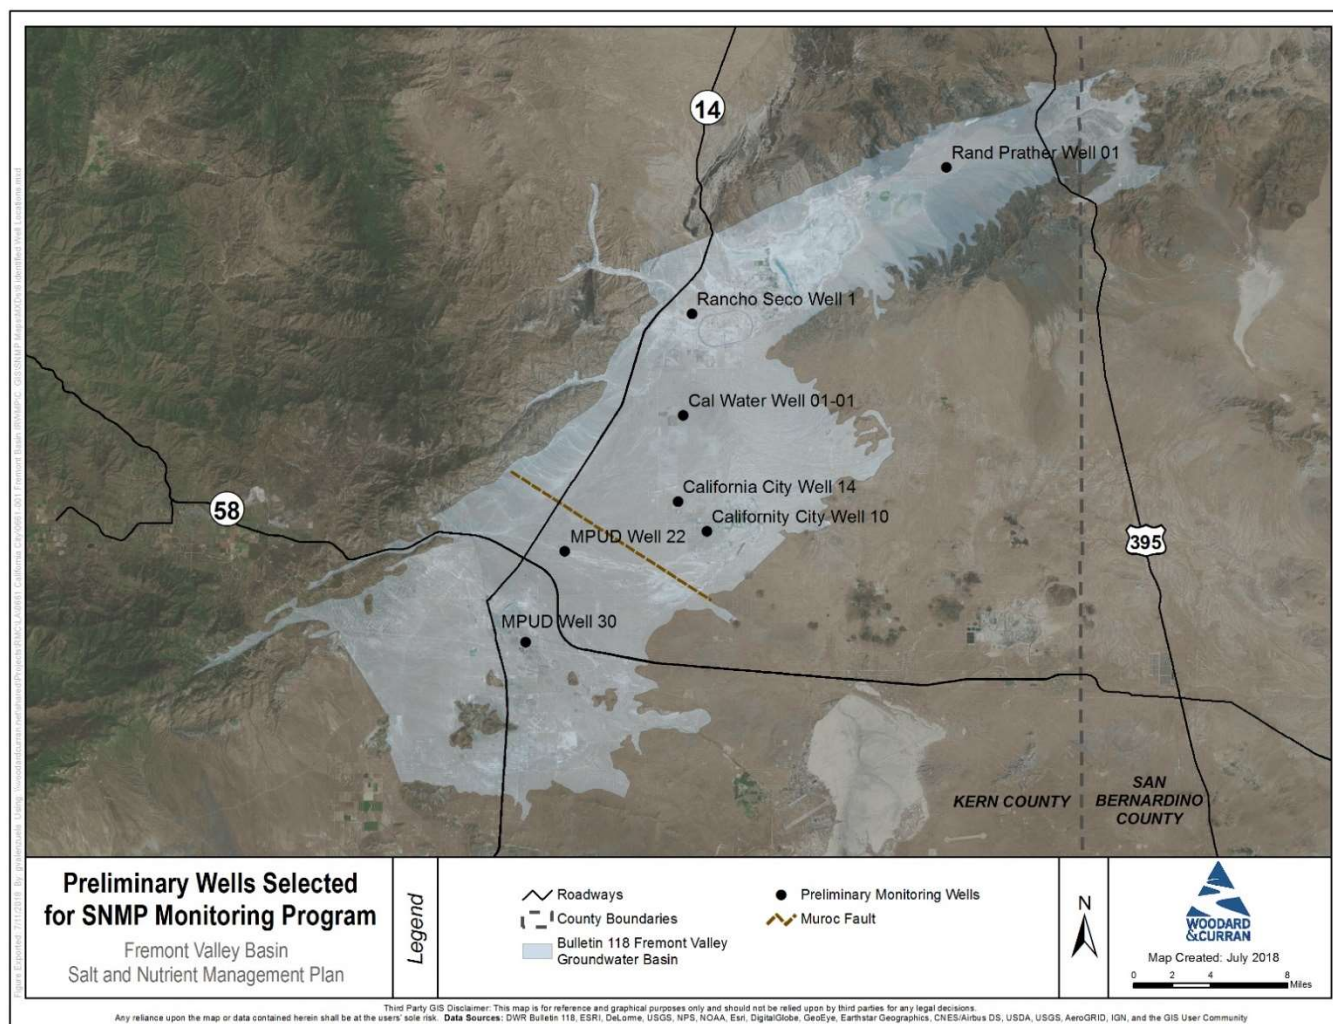 14
Rand Prather Well 01
Rancho Seco Well 1
Cal Water Well 01-01
California City Well 14
Californity City Well 10
58
MPUD Well 22
395
MPUD Well 30
KERN COUNTY
SAN
BERNARDINO
COUNTY
Preliminary Wells Selected
for SNMP Monitoring Program
Fremont Valley Basin
Salt and Nutrient Management Plan
Legend
Roadways
County Boundaries
Bulletin 118 Fremont Valley
Groundwater Basin
Preliminary Monitoring Wells
Muroc Fault
N
WOODARD
&CURRAN
Map Created: July 2018
0 2 4 8
Miles
Third Party GIS Disclaimer: This map is for reference and graphical purposes only and should not be relied upon by third parties for any legal decisions.
Any reliance upon the map or data contained herein shall be at the users' sole risk. Data Sources: DWR Bulletin 118, ESRI, DeLorme, USGS, NPS, NOAA, Esri, DigitalGlobe, GeoEye, Earthstar Geographics, CNES/Airbus DS, USDA, USGS, AeroGRID, IGN, and the GIS User Community